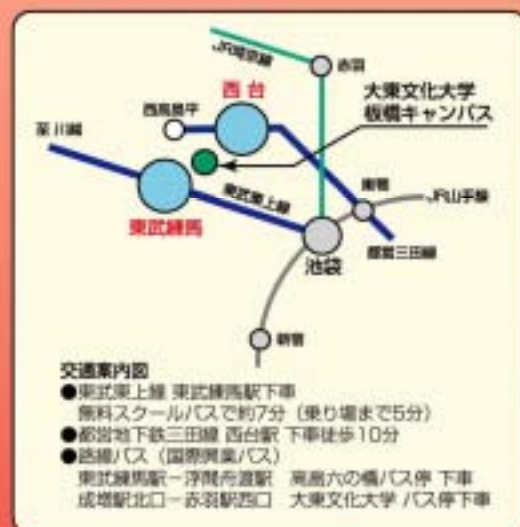 JR埼京線
赤羽
西台
大東文化大学
板橋キャンパス
西高島平
至川越
東武東上線
巣鴨
JR山手線
東武練馬
池袋
都営三田線
新宿
交通案内図
●東武東上線 東武練馬駅下車
無料スクールバスで約7分（乗り場まで5分）
●都営地下鉄三田線 西台駅 下車徒歩10分
●路線バス（国際興業バス）
東武練馬駅－浮間舟渡駅 高島六の橋バス停 下車
成増駅北口－赤羽駅西口 大東文化大学 バス停下車